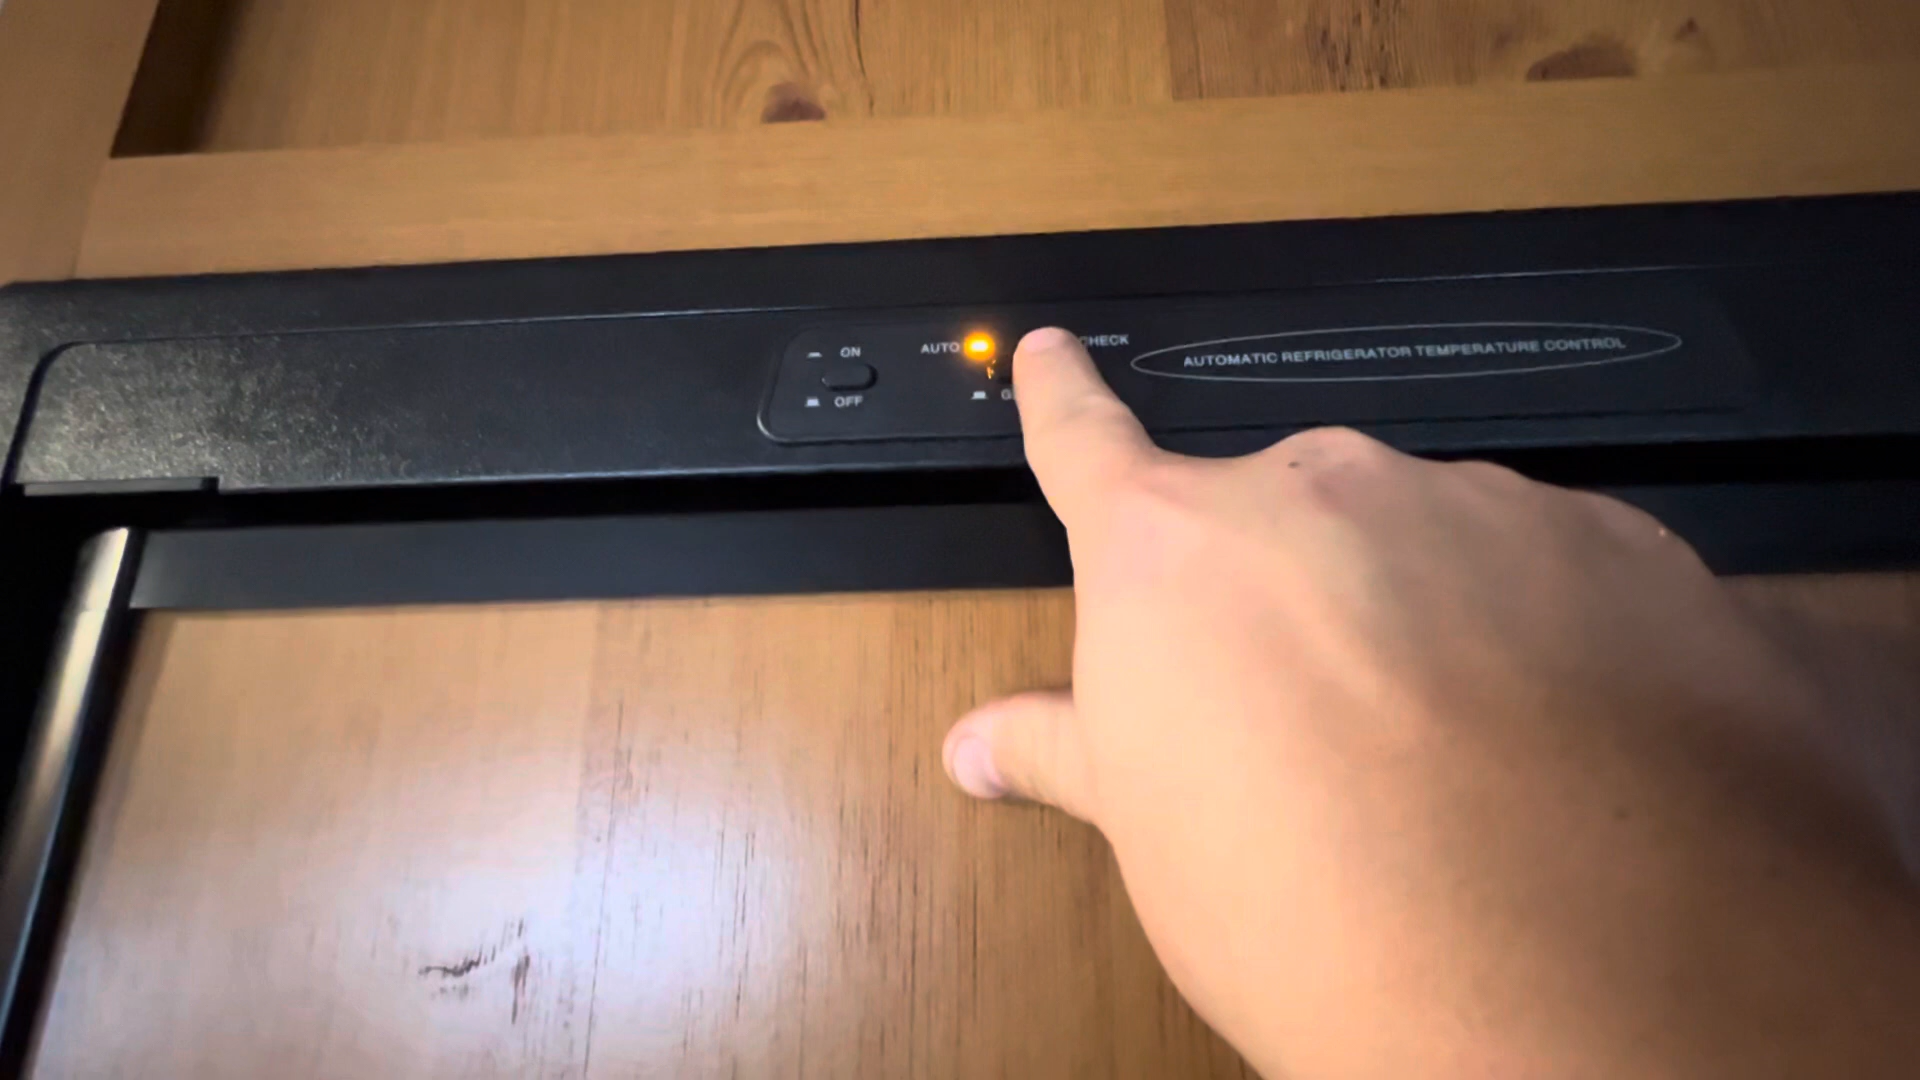 ON
OFF
AUTO
CHECK
AUTOMATIC REFRIGERATOR TEMPERATURE CONTROL